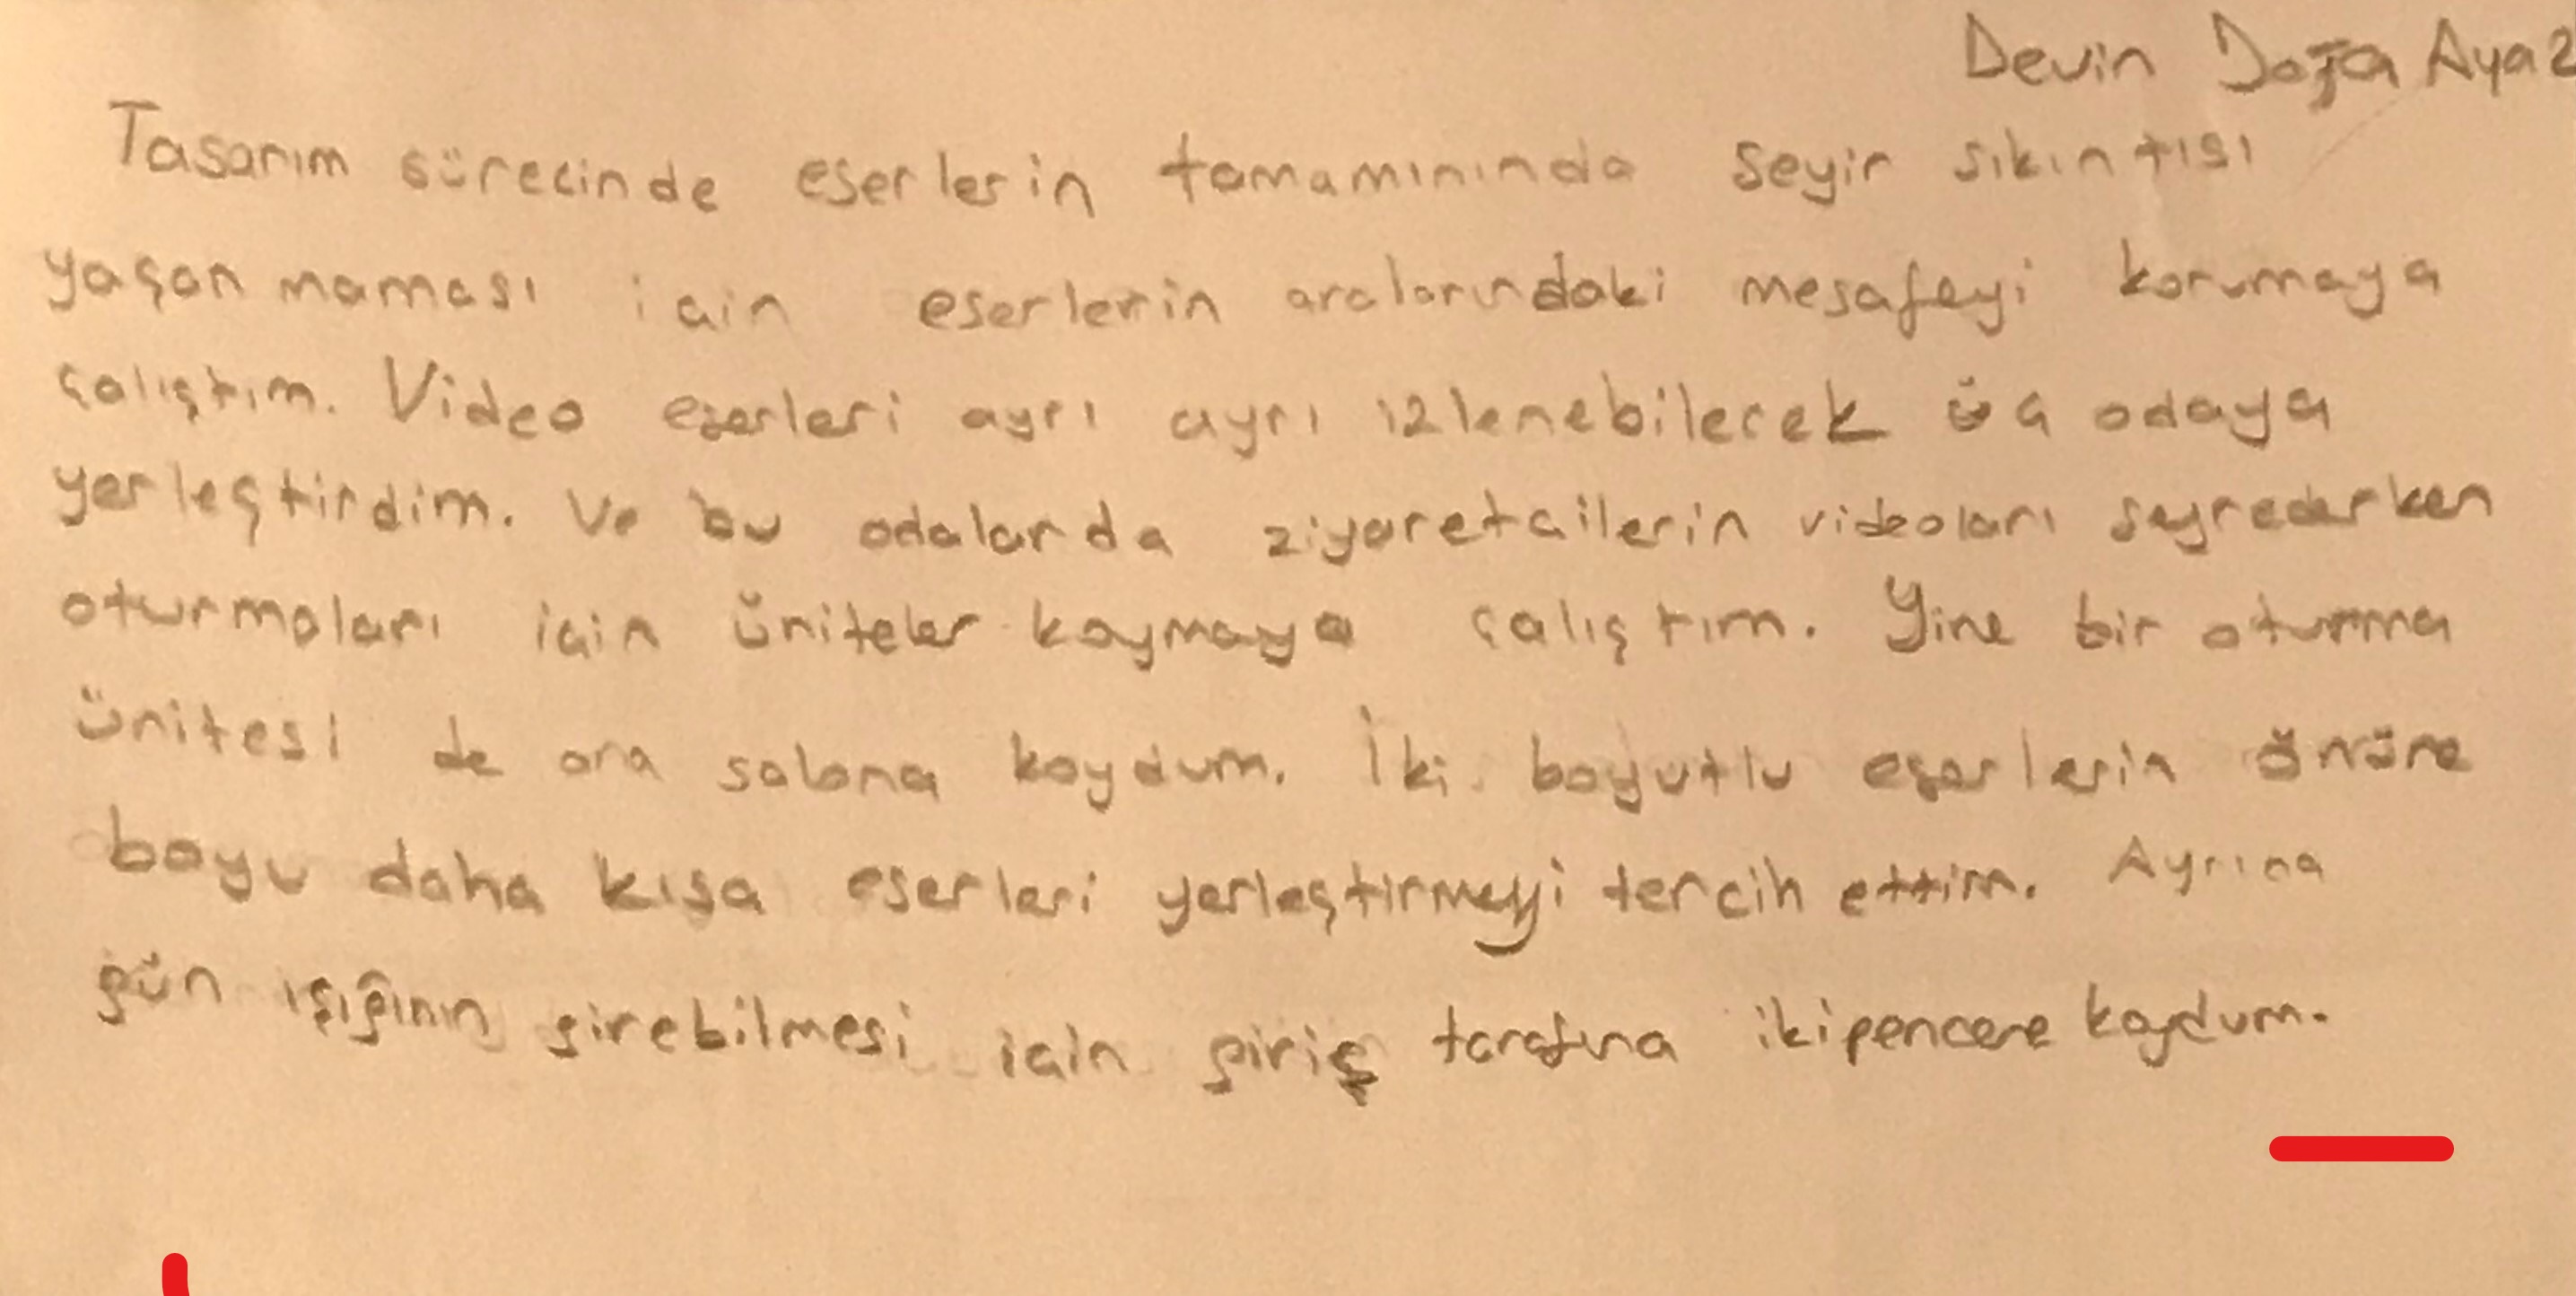 Devin Doğa Ayaz
Tasarım sürecinde eserlerin tamamınında seyir sıkıntısı
yaşanmaması için eserlerin aralarındaki mesafeyi korumaya
çalıştım. Video eserleri ayrı ayrı izlenebilecek üç odaya
yerleştirdim. Ve bu odalarda ziyaretçilerin videoları seyrederken
oturmaları için üniteler koymaya çalıştım. Yine bir oturma
ünitesi de ara salona koydum. İki boyutlu eserlerin önüne
boyu daha kısa eserleri yerleştirmeyi tercih ettim. Ayrıca
gün ışığının girebilmesi için giriş tarafına iki pencere koydum.